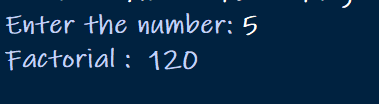 Enter the number: 5
Factorial : 120